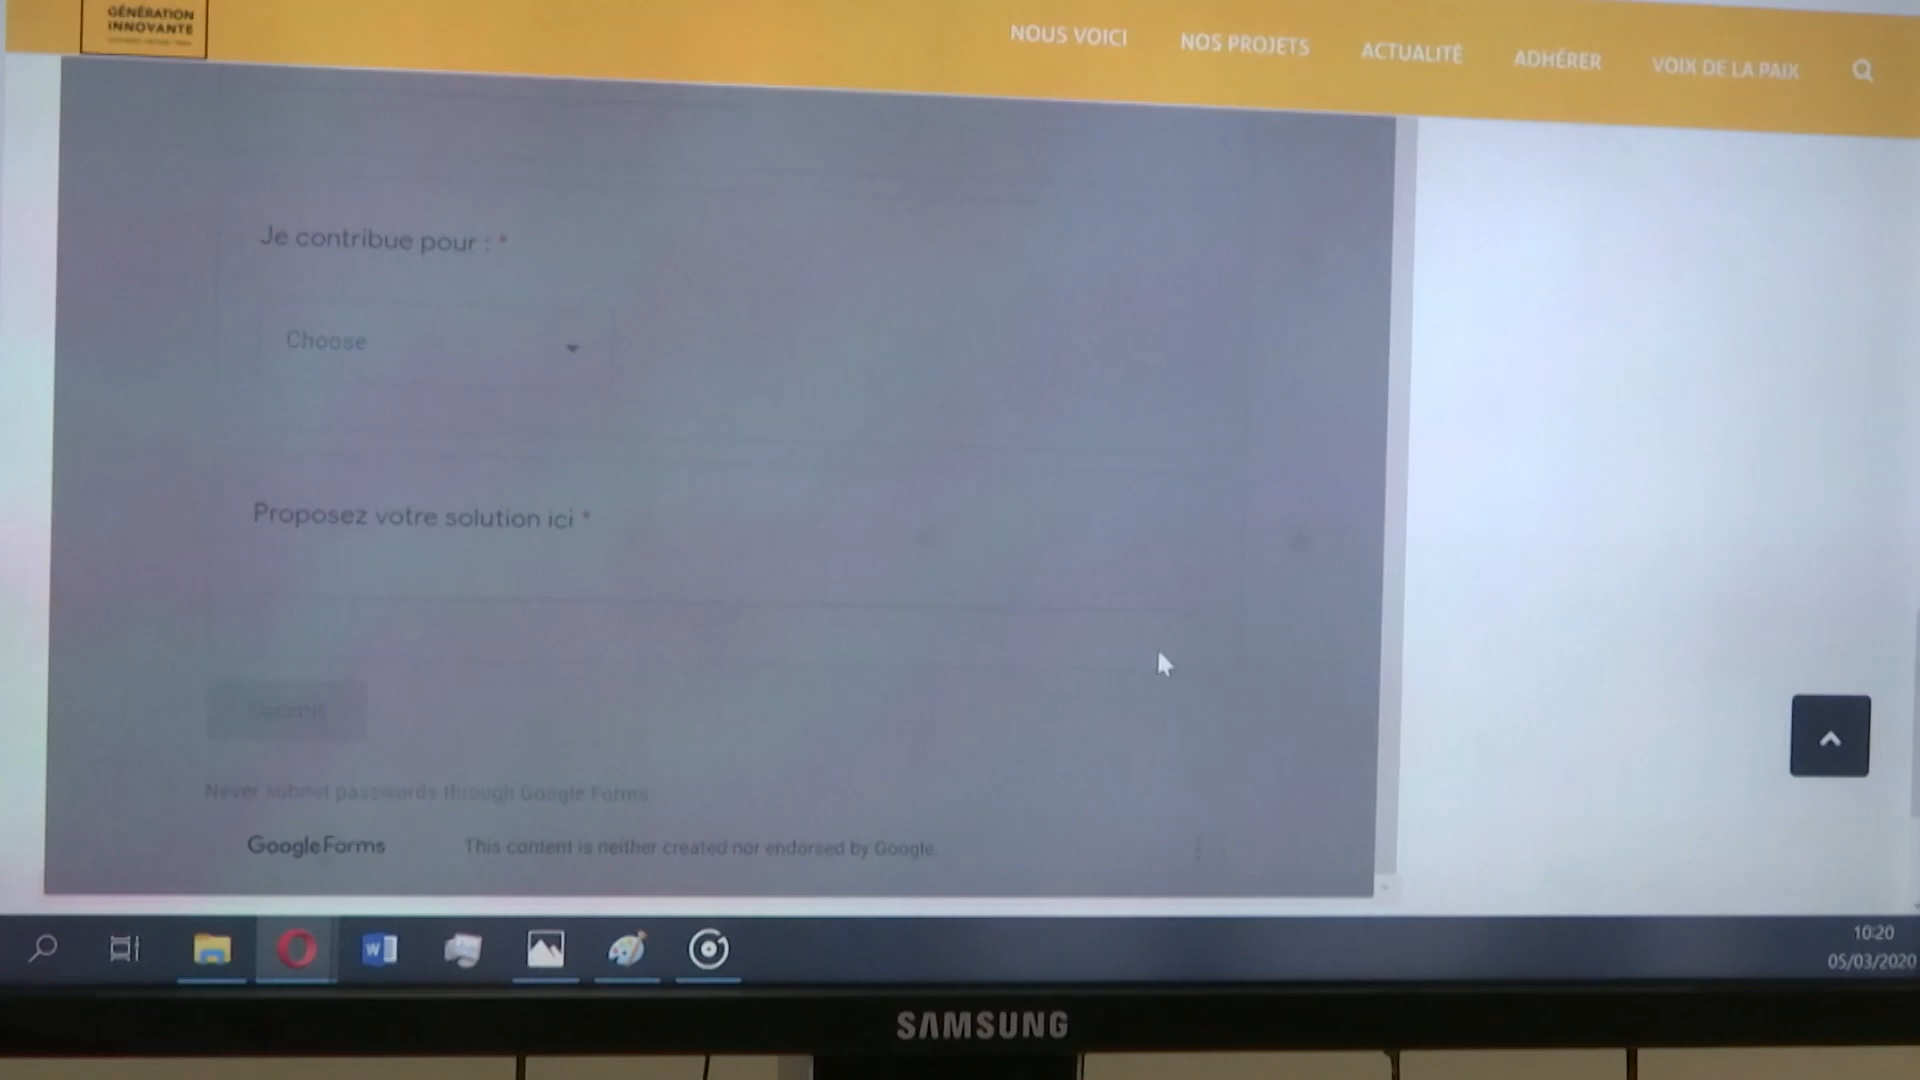 GÉNÉRATION
INNOVANTE
NOUS VOICI NOS PROJETS ACTUALITÉ ADHÉRER VOIX DE LA PAIX
Je contribue pour : *
Choose
Proposez votre solution ici *
Submit
Never submit passwords through Google Forms.
Google Forms This content is neither created nor endorsed by Google.
10:20
05/03/2020
SAMSUNG